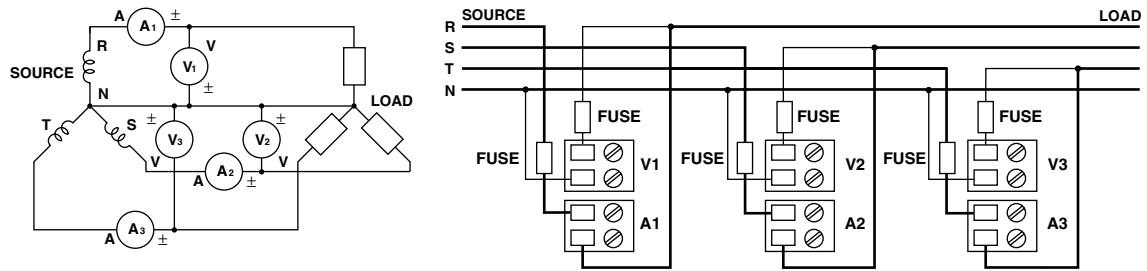 A A1 ±
R V
SOURCE V1
±
N
LOAD
T S ± ±
V3 V2
V V
A A2 ±
A A3 ±
SOURCE LOAD
R
S
T
N
FUSE FUSE FUSE
FUSE V1 FUSE V2 FUSE V3
A1 A2 A3